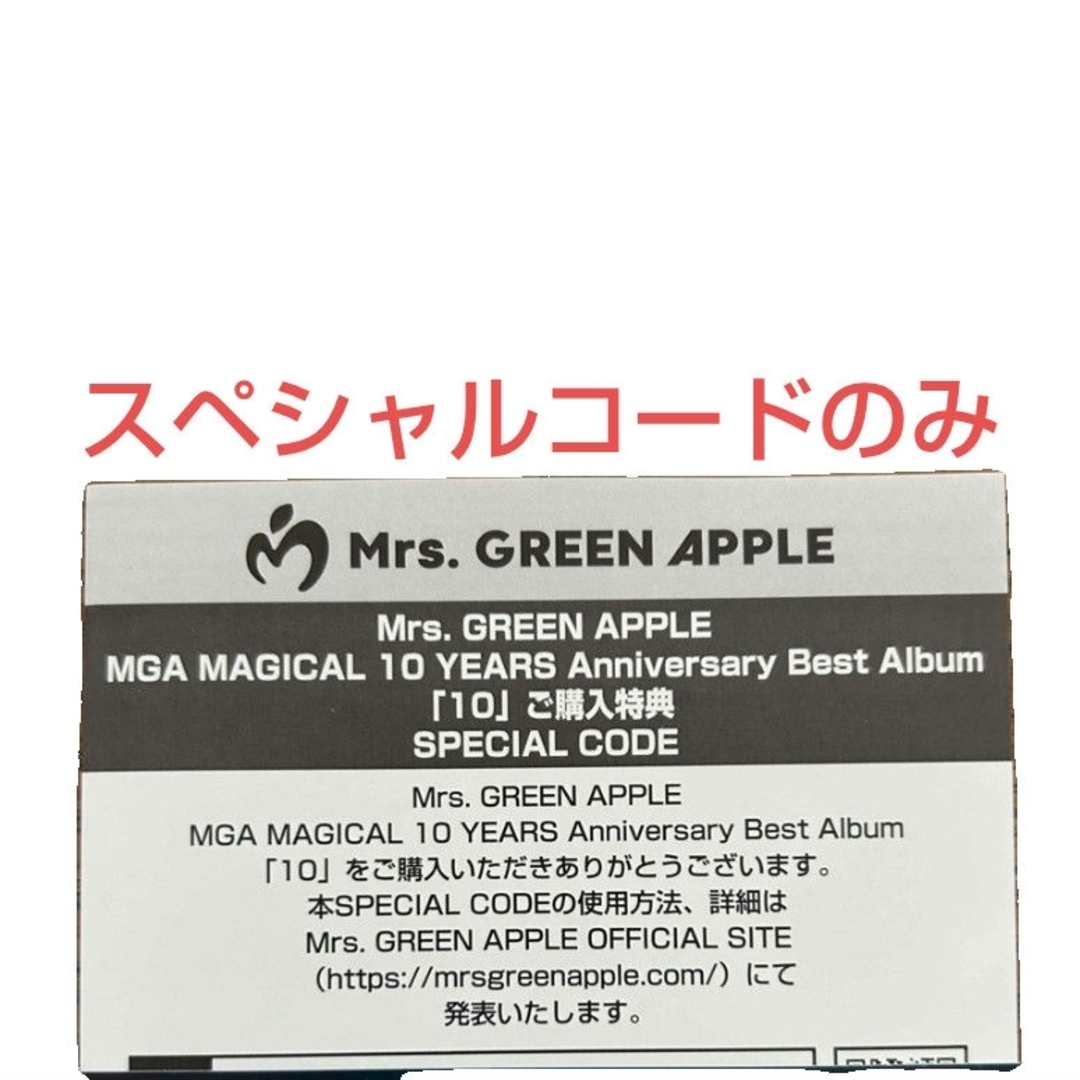 スペシャルコードのみ
Mrs. GREEN APPLE
Mrs. GREEN APPLE
MGA MAGICAL 10 YEARS Anniversary Best Album
「10」ご購入特典
SPECIAL CODE
Mrs. GREEN APPLE
MGA MAGICAL 10 YEARS Anniversary Best Album
「10」をご購入いただきありがとうございます。
本SPECIAL CODEの使用方法、詳細は
Mrs. GREEN APPLE OFFICIAL SITE
（https://mrsgreenapple.com/）にて
発表いたします。